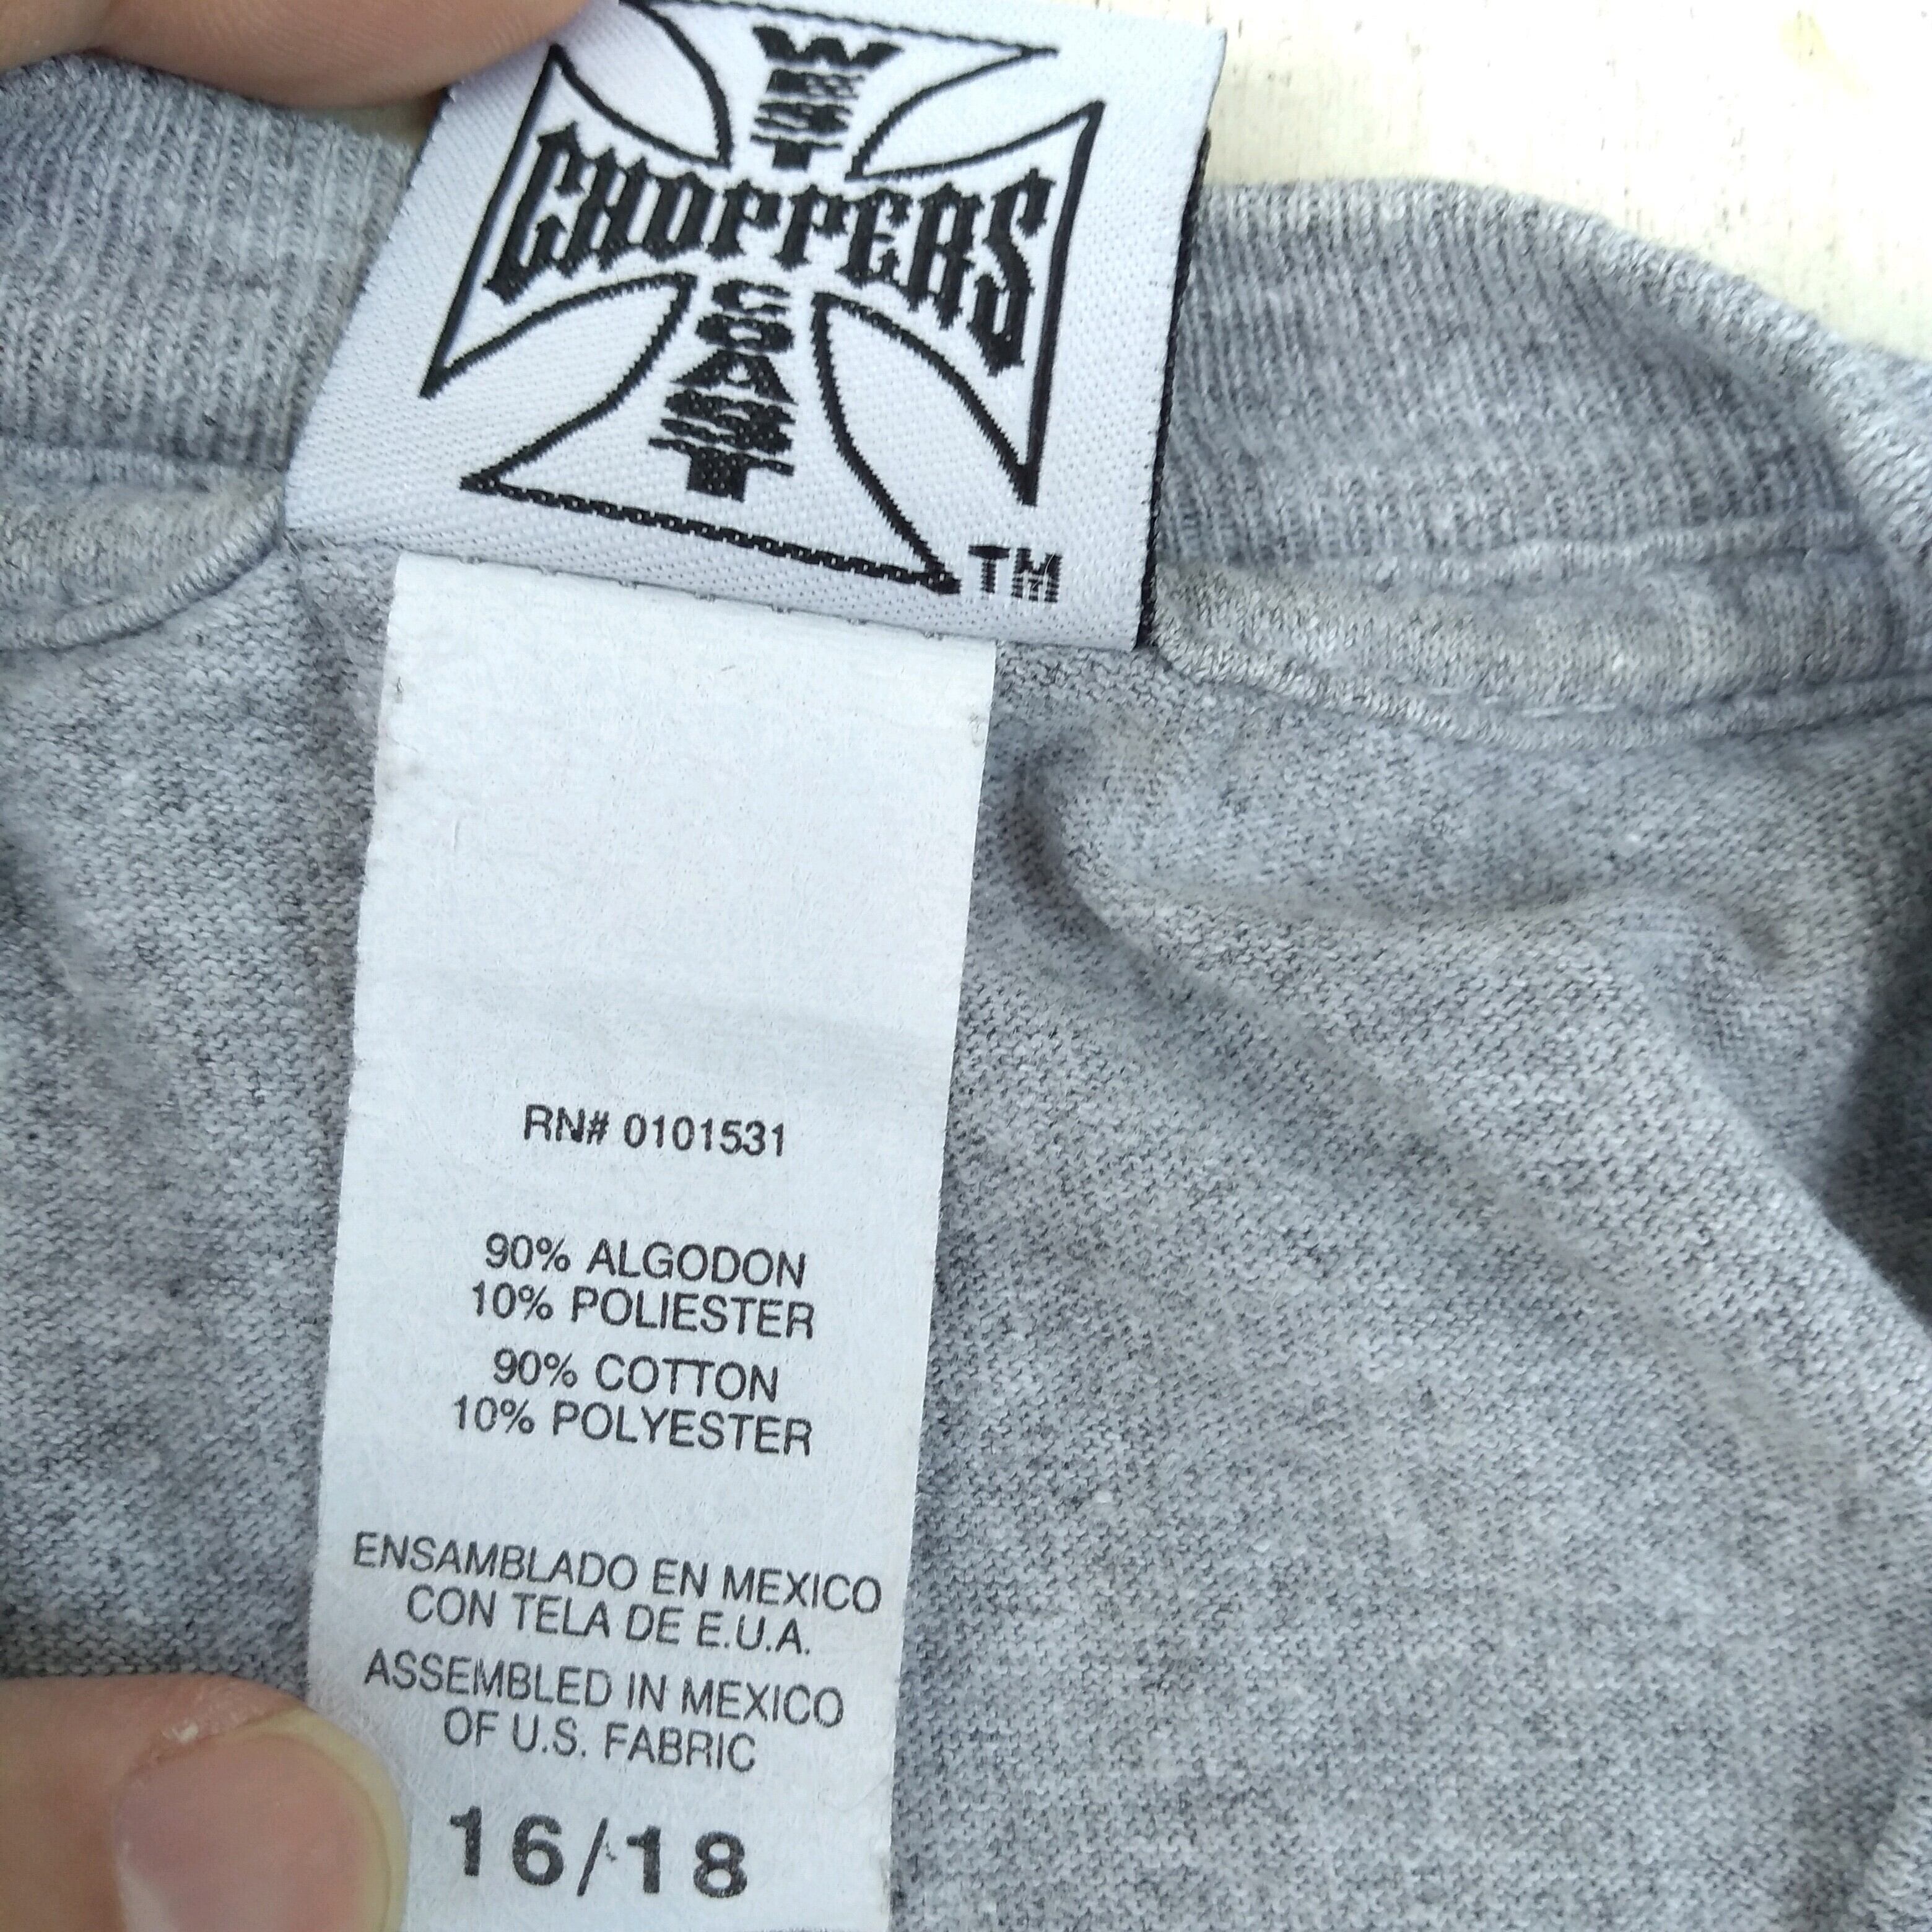 WEST
CHOPPERS
COAST
TM
RN# 0101531
90% ALGODON
10% POLIESTER
90% COTTON
10% POLYESTER
ENSAMBLADO EN MEXICO
CON TELA DE E.U.A.
ASSEMBLED IN MEXICO
OF U.S. FABRIC
16/18